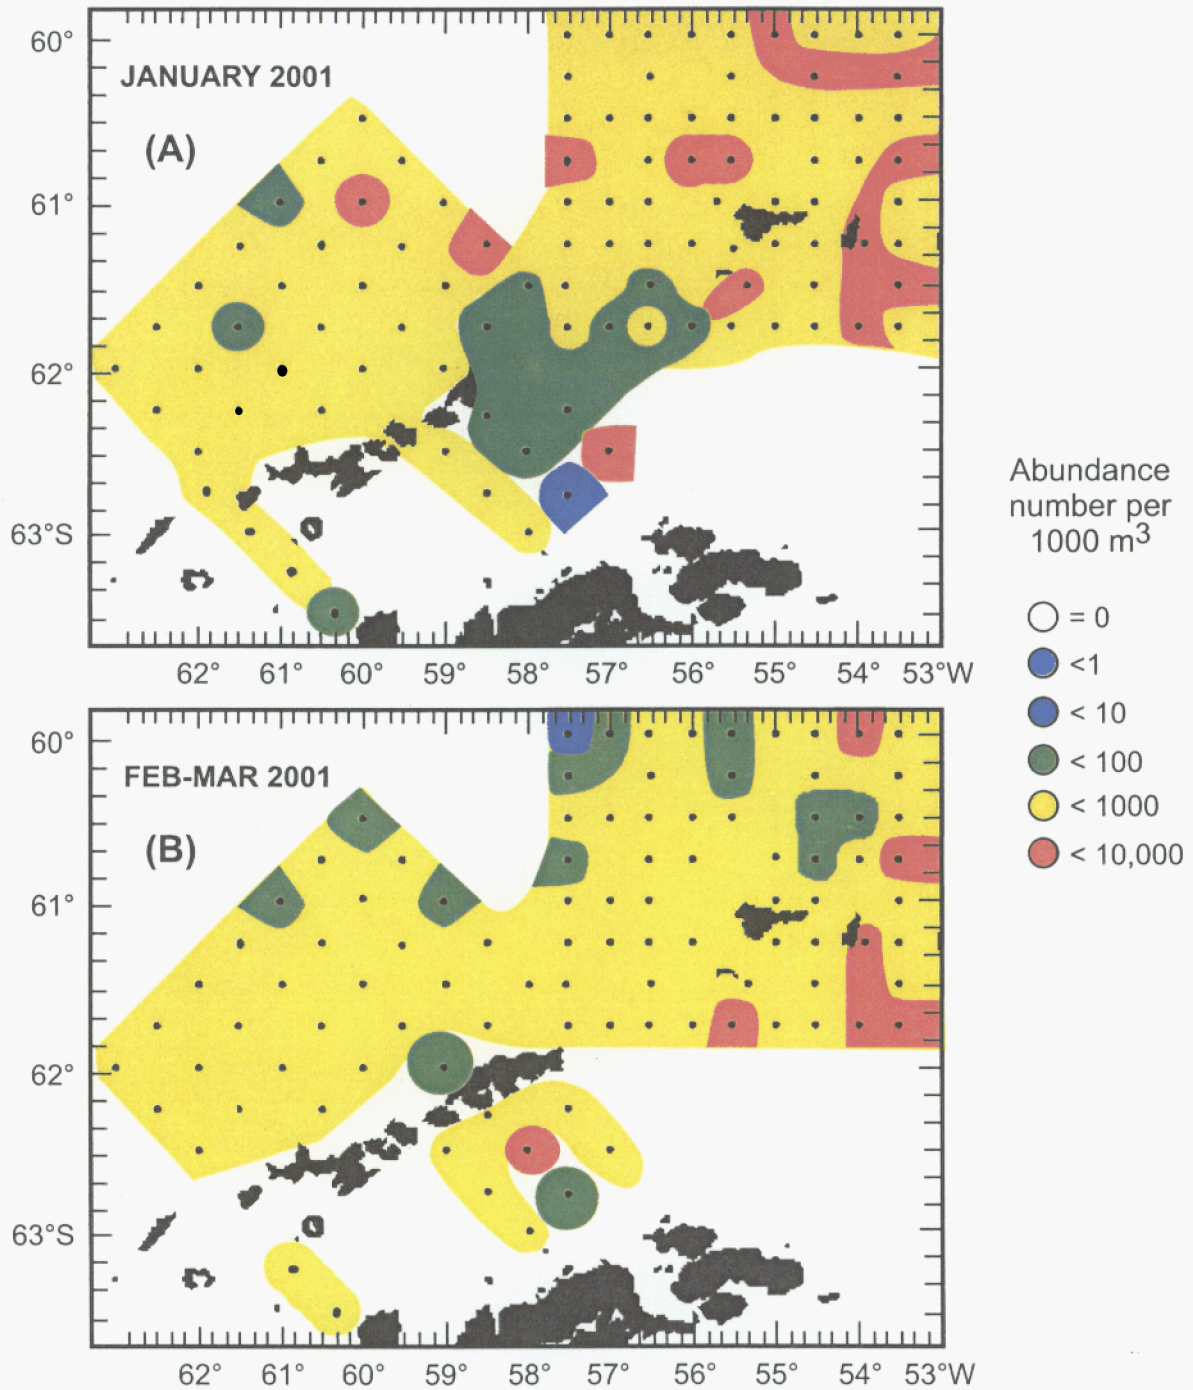 60°
JANUARY 2001
(A)
61°
62°
63°S
62° 61° 60° 59° 58° 57° 56° 55° 54° 53°W
Abundance
number per
1000 m³
= 0
<1
< 10
< 100
< 1000
< 10,000
60°
FEB-MAR 2001
(B)
61°
62°
63°S
62° 61° 60° 59° 58° 57° 56° 55° 54° 53°W